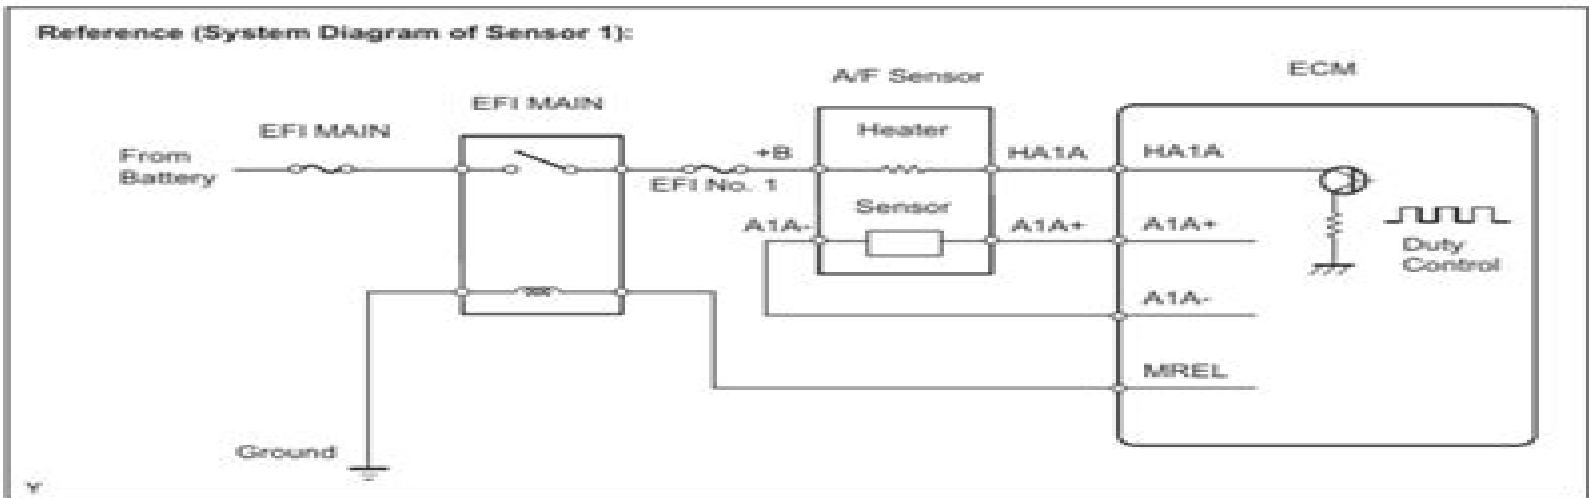 Reference (System Diagram of Sensor 1):
ECM
A/F Sensor
EFI MAIN
EFI MAIN
Heater
From
Battery
+B
HA1A
HA1A
EFI No. 1
Sensor
A1A-
A1A+
A1A+
Duty
Control
A1A-
MREL
Ground
Y